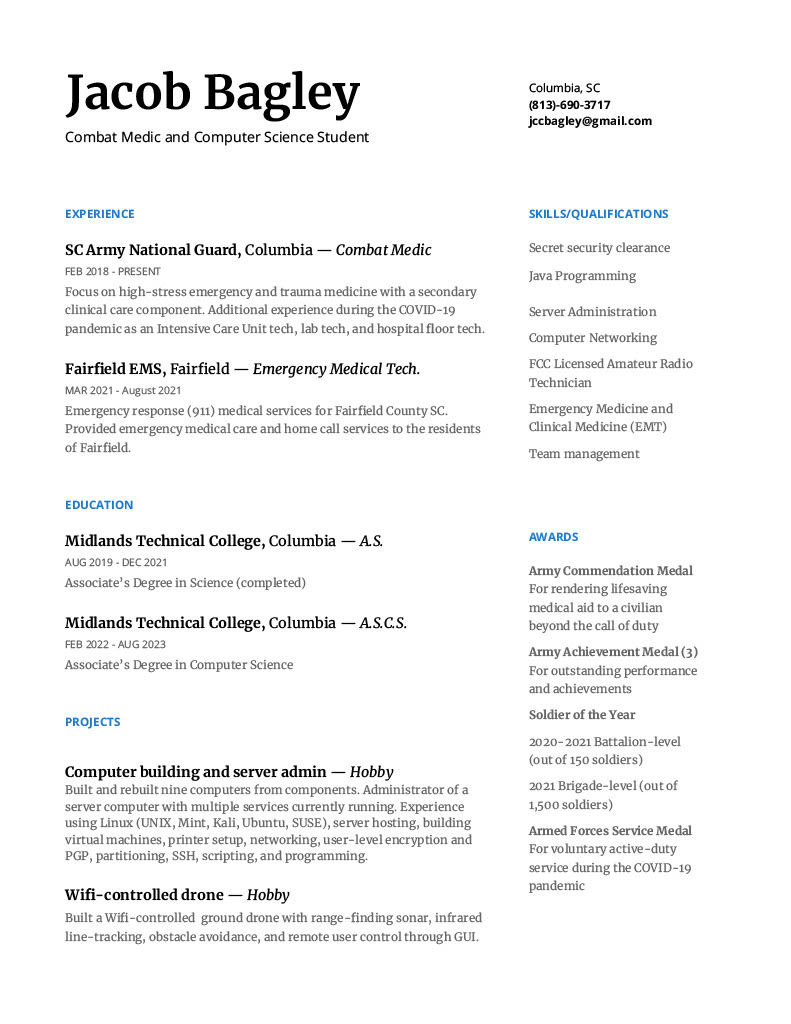 Jacob Bagley
Combat Medic and Computer Science Student
Columbia, SC
(813)-690-3717
jccbagley@gmail.com
EXPERIENCE
SC Army National Guard, Columbia — Combat Medic
FEB 2018 - PRESENT
Focus on high-stress emergency and trauma medicine with a secondary
clinical care component. Additional experience during the COVID-19
pandemic as an Intensive Care Unit tech, lab tech, and hospital floor tech.
Fairfield EMS, Fairfield — Emergency Medical Tech.
MAR 2021 - August 2021
Emergency response (911) medical services for Fairfield County SC.
Provided emergency medical care and home call services to the residents
of Fairfield.
EDUCATION
Midlands Technical College, Columbia — A.S.
AUG 2019 - DEC 2021
Associate’s Degree in Science (completed)
Midlands Technical College, Columbia — A.S.C.S.
FEB 2022 - AUG 2023
Associate’s Degree in Computer Science
PROJECTS
Computer building and server admin — Hobby
Built and rebuilt nine computers from components. Administrator of a
server computer with multiple services currently running. Experience
using Linux (UNIX, Mint, Kali, Ubuntu, SUSE), server hosting, building
virtual machines, printer setup, networking, user-level encryption and
PGP, partitioning, SSH, scripting, and programming.
Wifi-controlled drone — Hobby
Built a Wifi-controlled ground drone with range-finding sonar, infrared
line-tracking, obstacle avoidance, and remote user control through GUI.
SKILLS/QUALIFICATIONS
Secret security clearance
Java Programming
Server Administration
Computer Networking
FCC Licensed Amateur Radio
Technician
Emergency Medicine and
Clinical Medicine (EMT)
Team management
AWARDS
Army Commendation Medal
For rendering lifesaving
medical aid to a civilian
beyond the call of duty
Army Achievement Medal (3)
For outstanding performance
and achievements
Soldier of the Year
2020-2021 Battalion-level
(out of 150 soldiers)
2021 Brigade-level (out of
1,500 soldiers)
Armed Forces Service Medal
For voluntary active-duty
service during the COVID-19
pandemic